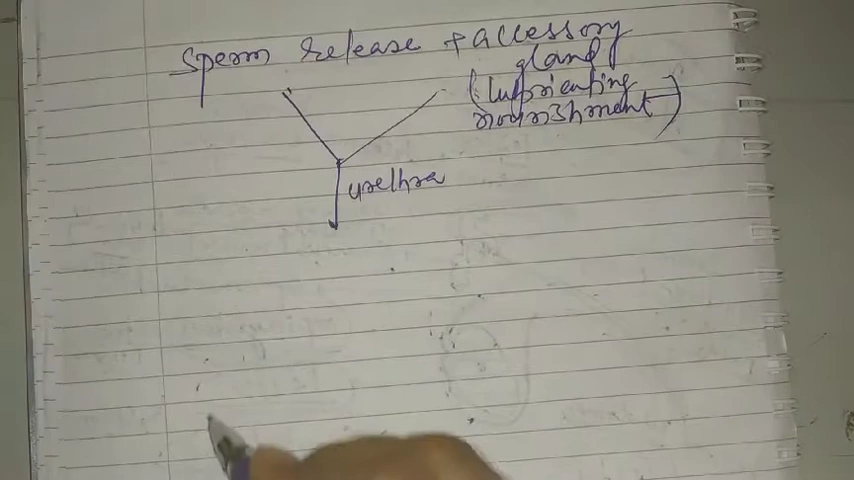 Sperm release + accessory
gland
(lubricating
nourishment)
urethra